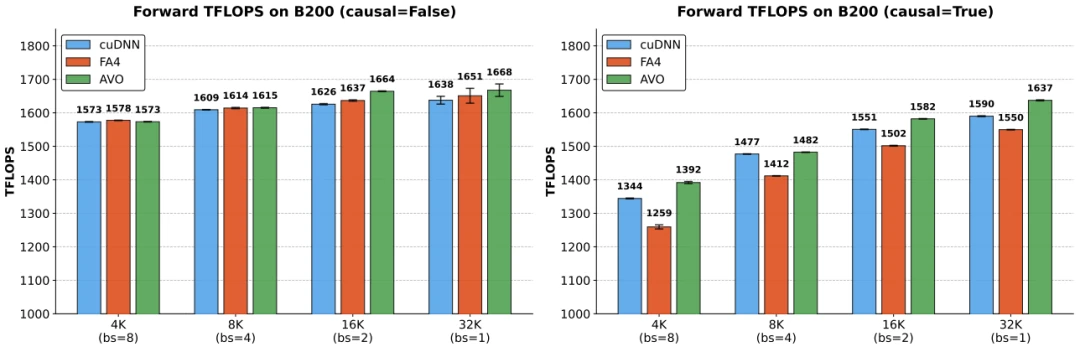 Forward TFLOPS on B200 (causal=False)
TFLOPS
1800
1700
1600
1500
1400
1300
1200
1100
1000
cuDNN
FA4
AVO
1573 1578 1573
1609 1614 1615
1626 1637 1664
1638 1651 1668
4K 8K 16K 32K
(bs=8) (bs=4) (bs=2) (bs=1)
Forward TFLOPS on B200 (causal=True)
TFLOPS
1800
1700
1600
1500
1400
1300
1200
1100
1000
cuDNN
FA4
AVO
1344 1259 1392
1477 1412 1482
1551 1502 1582
1590 1550 1637
4K 8K 16K 32K
(bs=8) (bs=4) (bs=2) (bs=1)